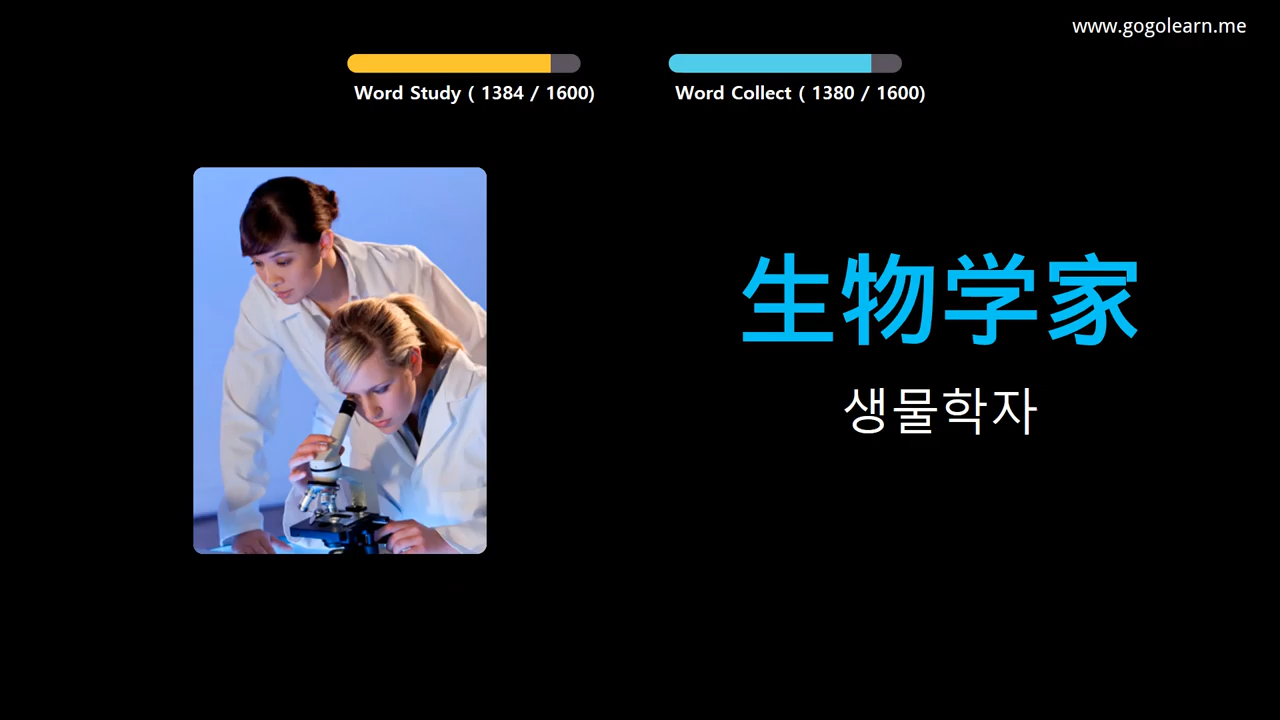 www.gogolearn.me
Word Study ( 1384 / 1600)
Word Collect ( 1380 / 1600)
生物学家
생물학자